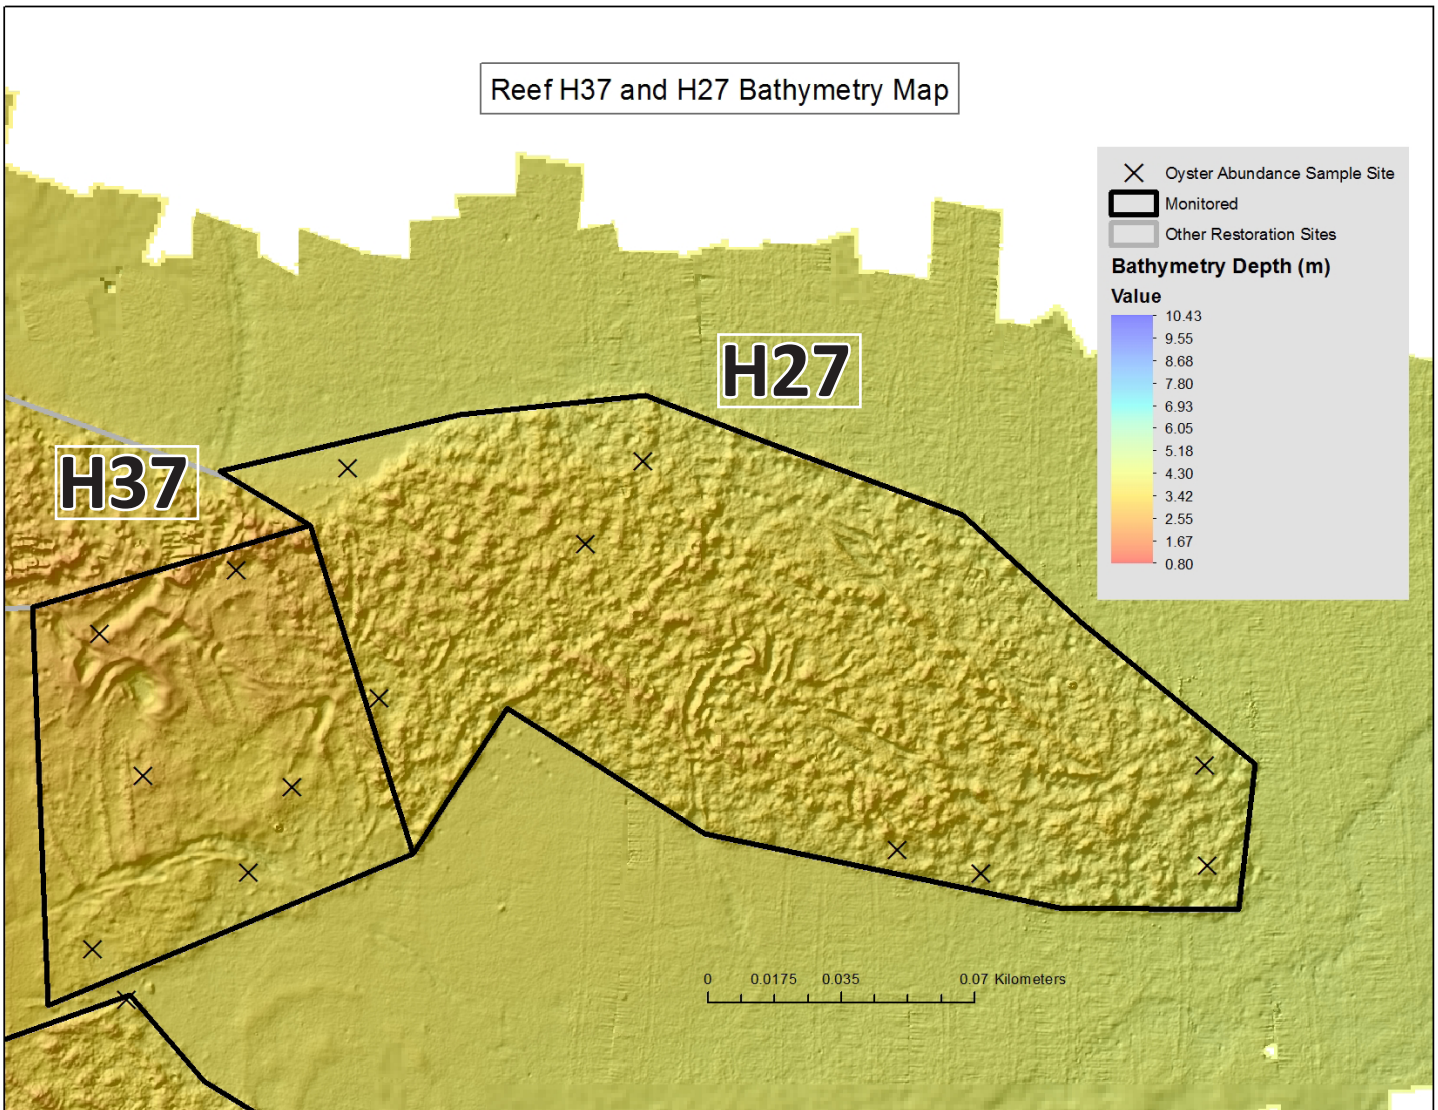 Reef H37 and H27 Bathymetry Map
Oyster Abundance Sample Site
Monitored
Other Restoration Sites
Bathymetry Depth (m)
Value
10.43
9.55
8.68
7.80
6.93
6.05
5.18
4.30
3.42
2.55
1.67
0.80
H27
H37
0 0.0175 0.035 0.07 Kilometers